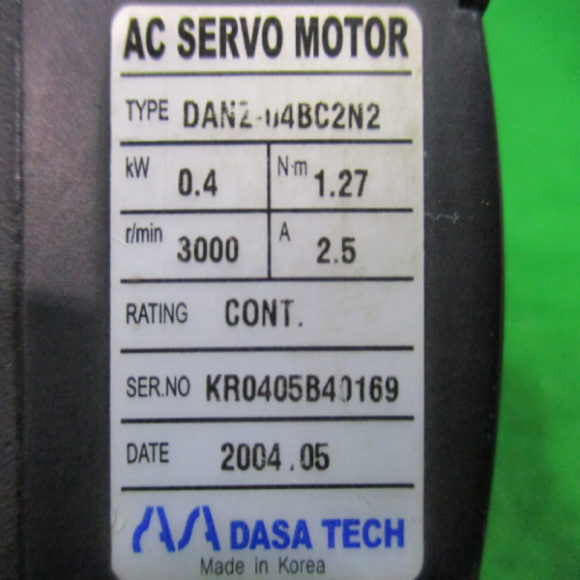 AC SERVO MOTOR
TYPE DANZ-04BC2N2
kW 0.4 N·m 1.27
r/min 3000 A 2.5
RATING CONT.
SER.NO KR0405B40169
DATE 2004.05
DASA TECH
Made in Korea